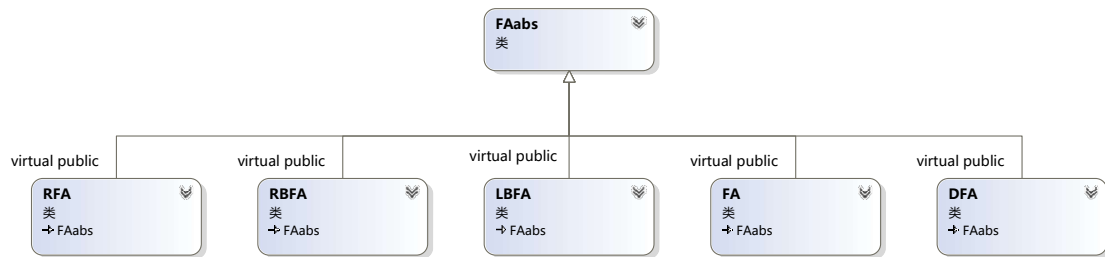 FAabs
类
virtual public
virtual public
virtual public
virtual public
virtual public
RFA
类
FAabs
RBFA
类
FAabs
LBFA
类
FAabs
FA
类
FAabs
DFA
类
FAabs